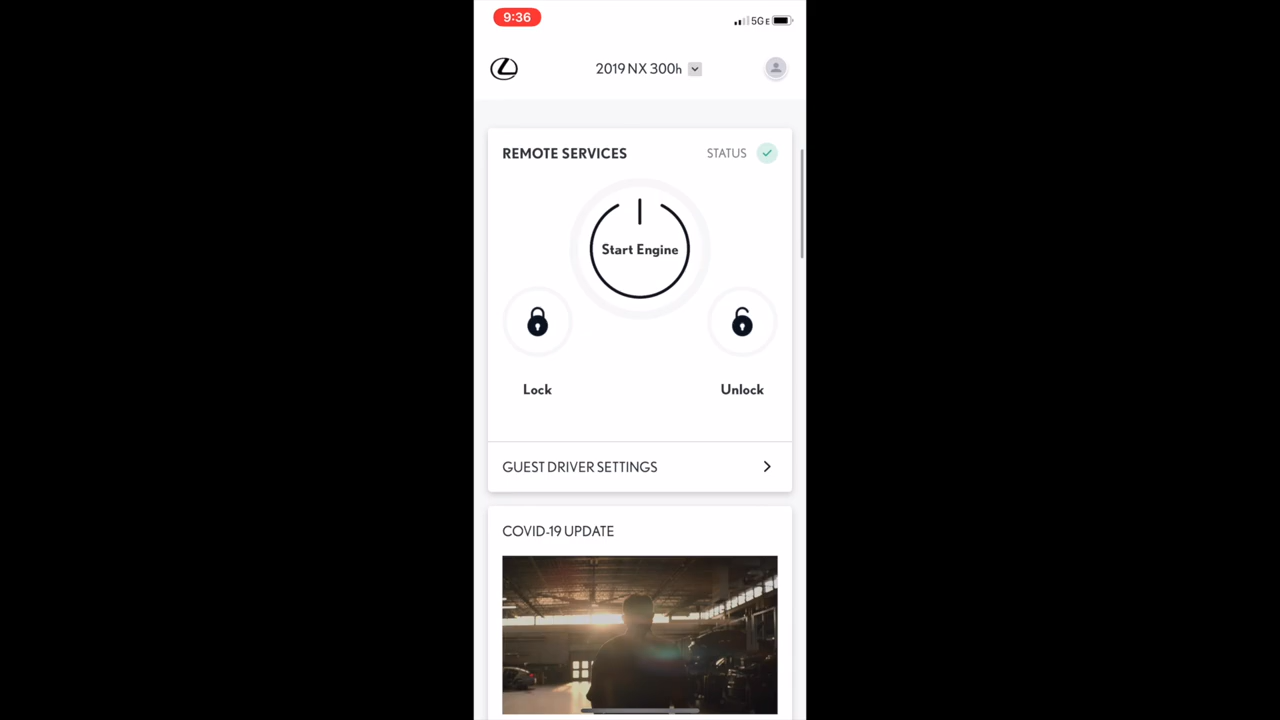 9:36
5G E
2019 NX 300h
REMOTE SERVICES
STATUS
Start Engine
Lock
Unlock
GUEST DRIVER SETTINGS
COVID-19 UPDATE